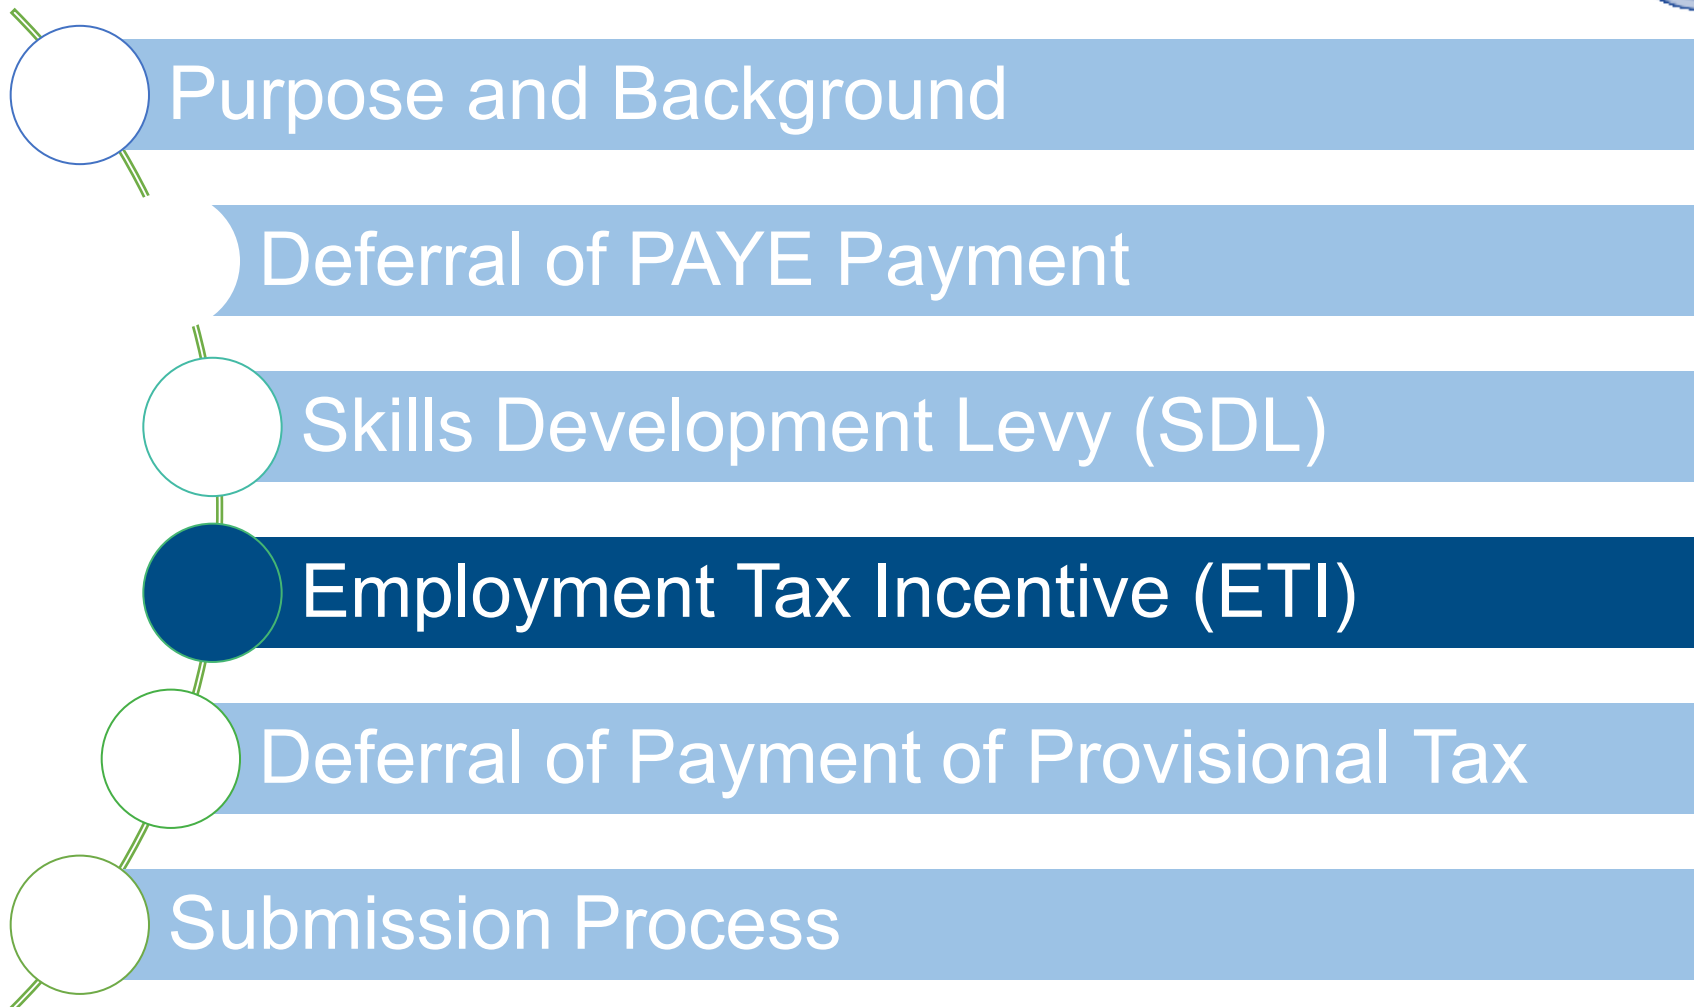 Purpose and Background
Deferral of PAYE Payment
Skills Development Levy (SDL)
Employment Tax Incentive (ETI)
Deferral of Payment of Provisional Tax
Submission Process